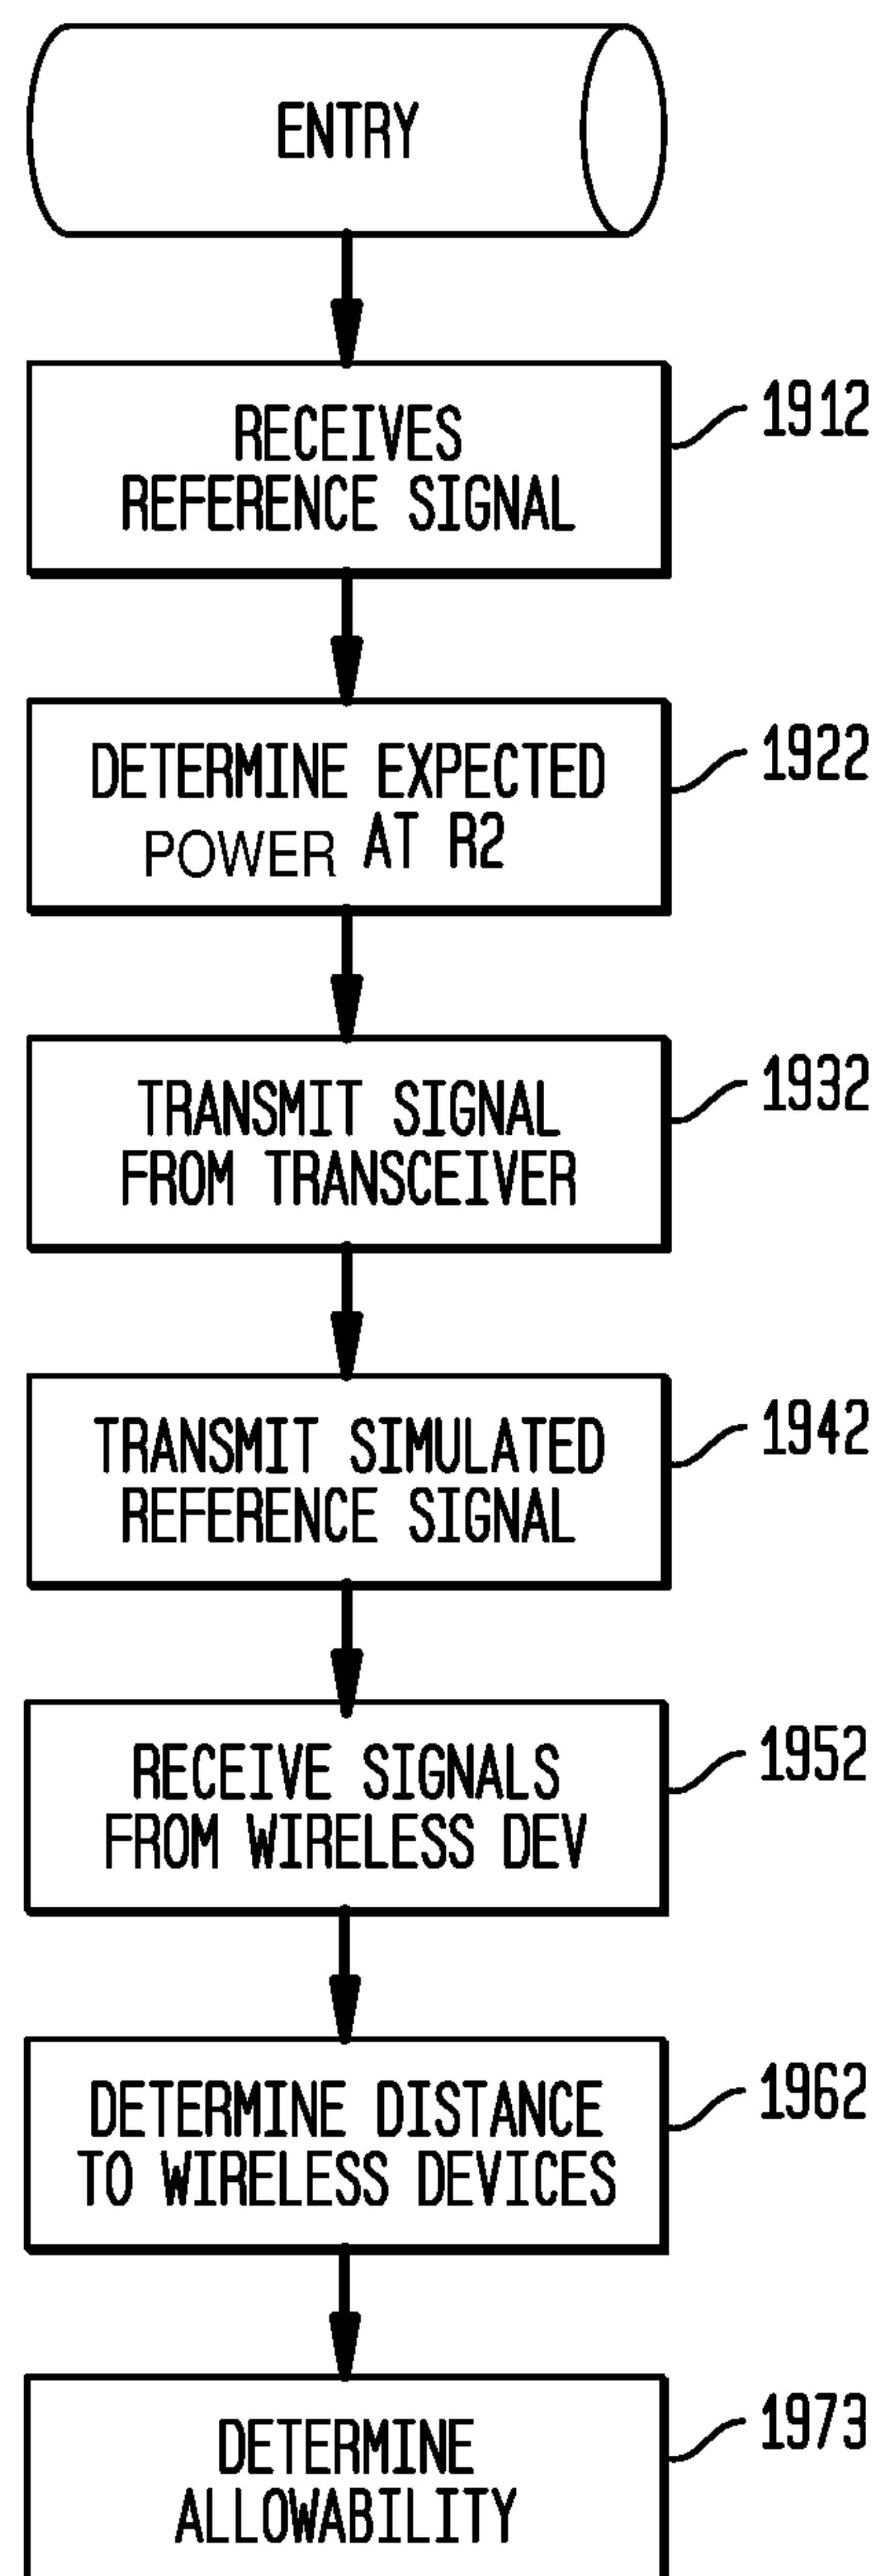 ENTRY
RECEIVES
REFERENCE SIGNAL
1912
DETERMINE EXPECTED
POWER AT R2
1922
TRANSMIT SIGNAL
FROM TRANSCEIVER
1932
TRANSMIT SIMULATED
REFERENCE SIGNAL
1942
RECEIVE SIGNALS
FROM WIRELESS DEV
1952
DETERMINE DISTANCE
TO WIRELESS DEVICES
1962
DETERMINE
ALLOWABILITY
1973